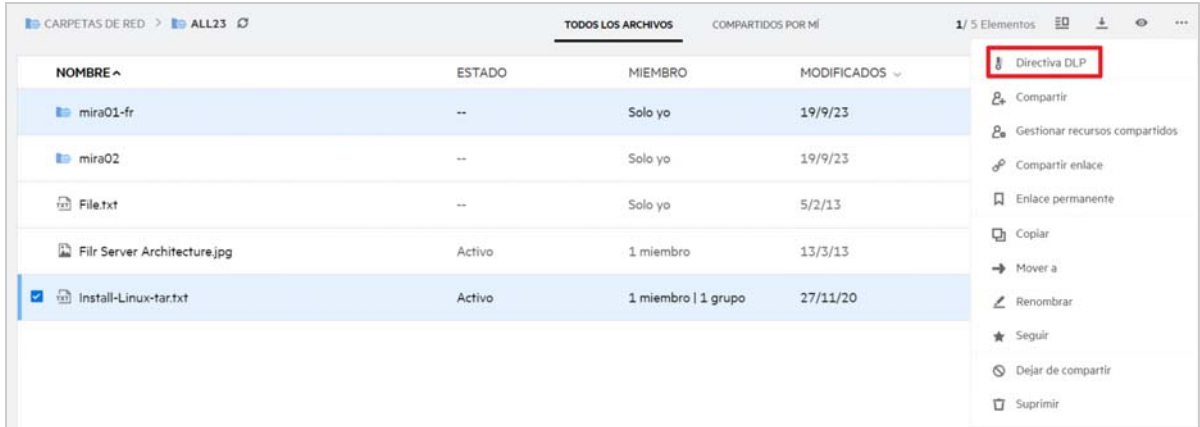 CARPETAS DE RED > ALL23
TODOS LOS ARCHIVOS
COMPARTIDOS POR MÍ
1/ 5 Elementos
NOMBRE ESTADO MIEMBRO MODIFICADOS
mira01-fr -- Solo yo 19/9/23
mira02 -- Solo yo 19/9/23
TXT File.txt -- Solo yo 5/2/13
Filr Server Architecture.jpg Activo 1 miembro 13/3/13
TXT Install-Linux-tar.txt Activo 1 miembro | 1 grupo 27/11/20
Directiva DLP
Compartir
Gestionar recursos compartidos
Compartir enlace
Enlace permanente
Copiar
Mover a
Renombrar
Seguir
Dejar de compartir
Suprimir